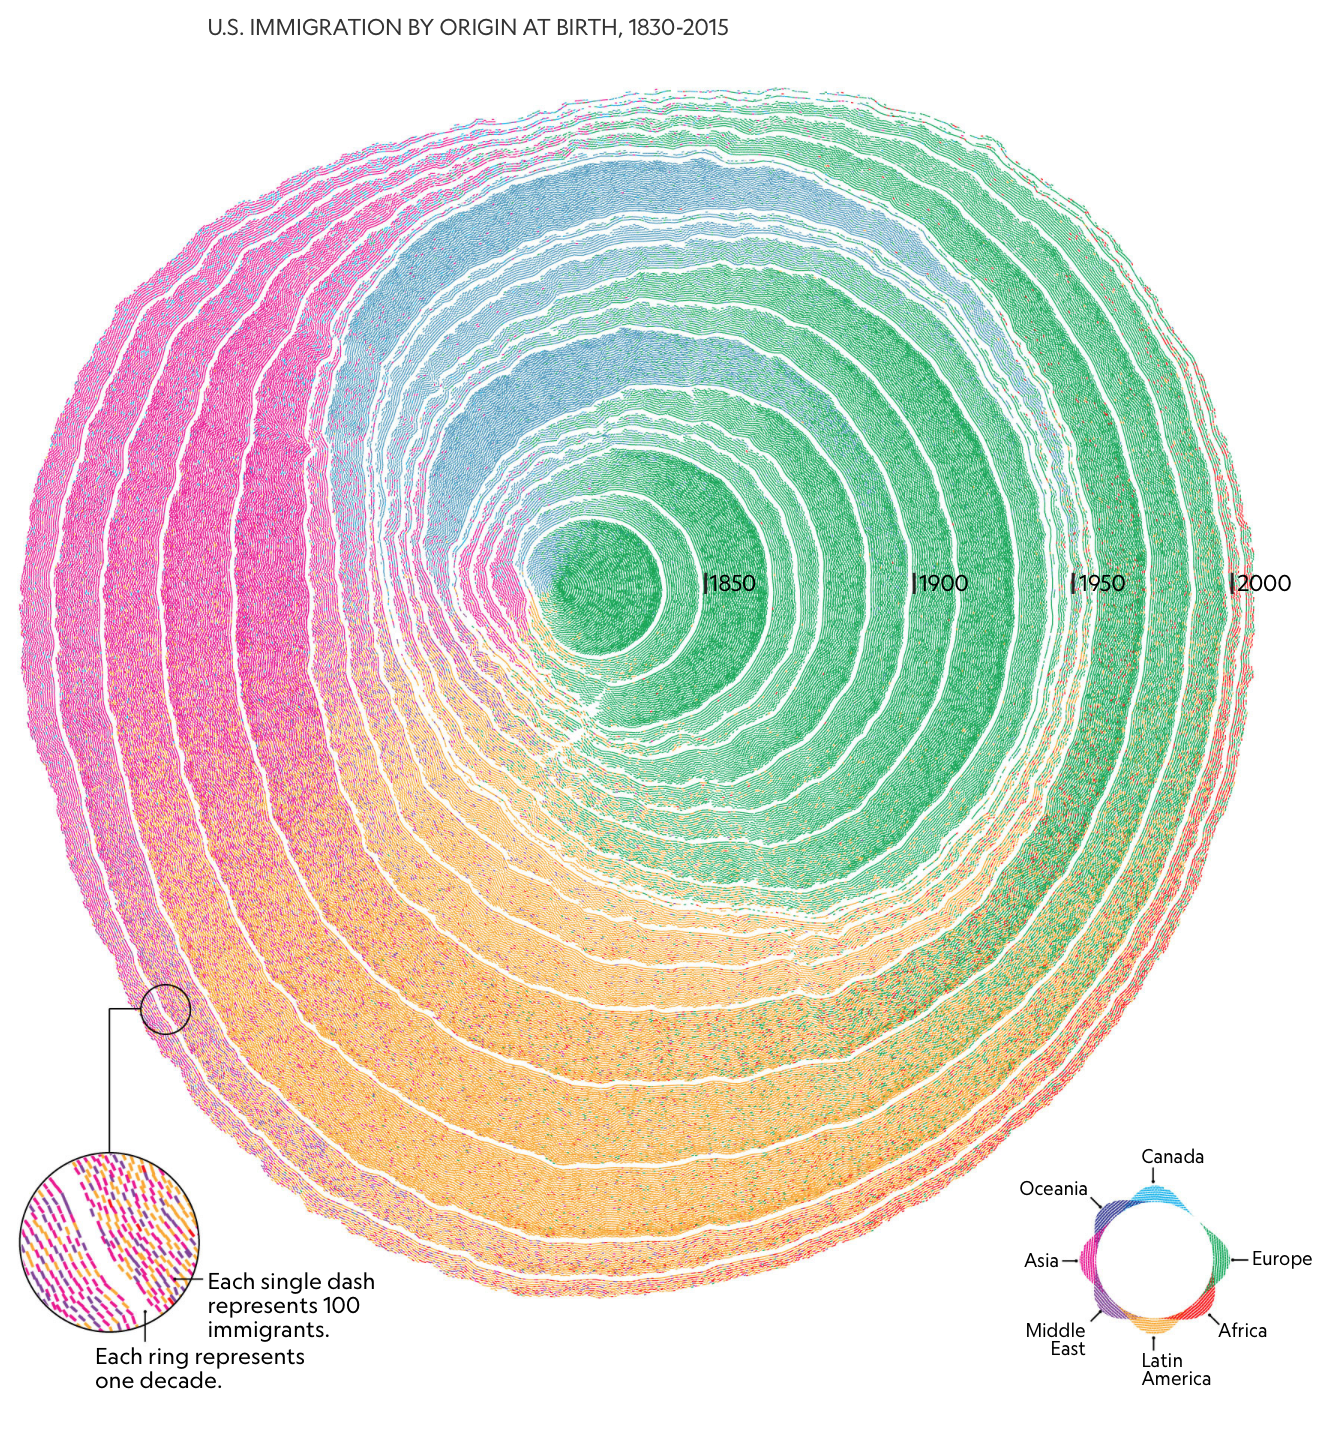 U.S. IMMIGRATION BY ORIGIN AT BIRTH, 1830-2015
1850
1900
1950
2000
Canada
Oceania
Asia
Europe
Middle
East
Africa
Latin
America
Each single dash
represents 100
immigrants.
Each ring represents
one decade.